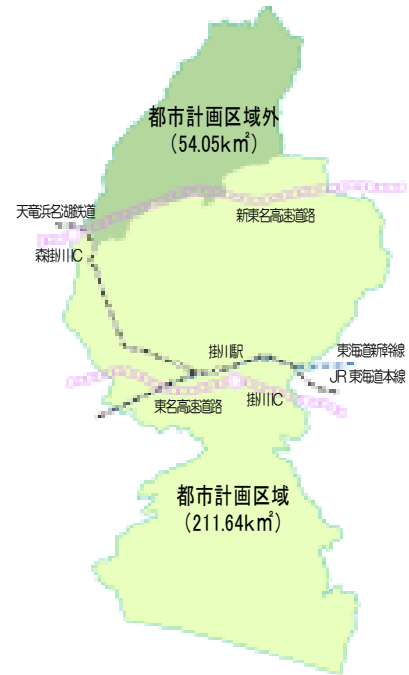 都市計画区域外
（54.05k㎡）
天竜浜名湖鉄道
新東名高速道路
森掛川IC
掛川駅
東海道新幹線
JR東海道本線
東名高速道路
掛川IC
都市計画区域
（211.64k㎡）